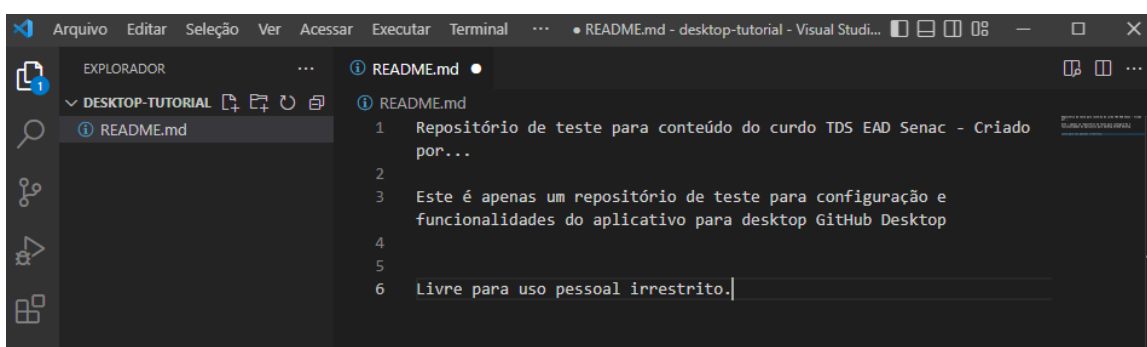 Arquivo Editar Seleção Ver Acessar Executar Terminal ··· ● README.md - desktop-tutorial - Visual Studi...
EXPLORADOR ···
README.md ●
DESKTOP-TUTORIAL
README.md
README.md
1 Repositório de teste para conteúdo do curdo TDS EAD Senac - Criado
por...
2
3 Este é apenas um repositório de teste para configuração e
funcionalidades do aplicativo para desktop GitHub Desktop
4
5
6 Livre para uso pessoal irrestrito.
1